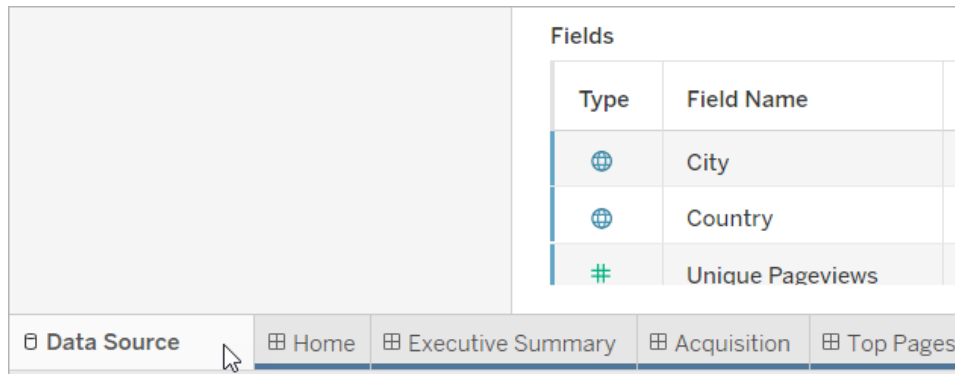 Fields
Type Field Name
City
Country
# Unique Pageviews
Data Source Home Executive Summary Acquisition Top Pages